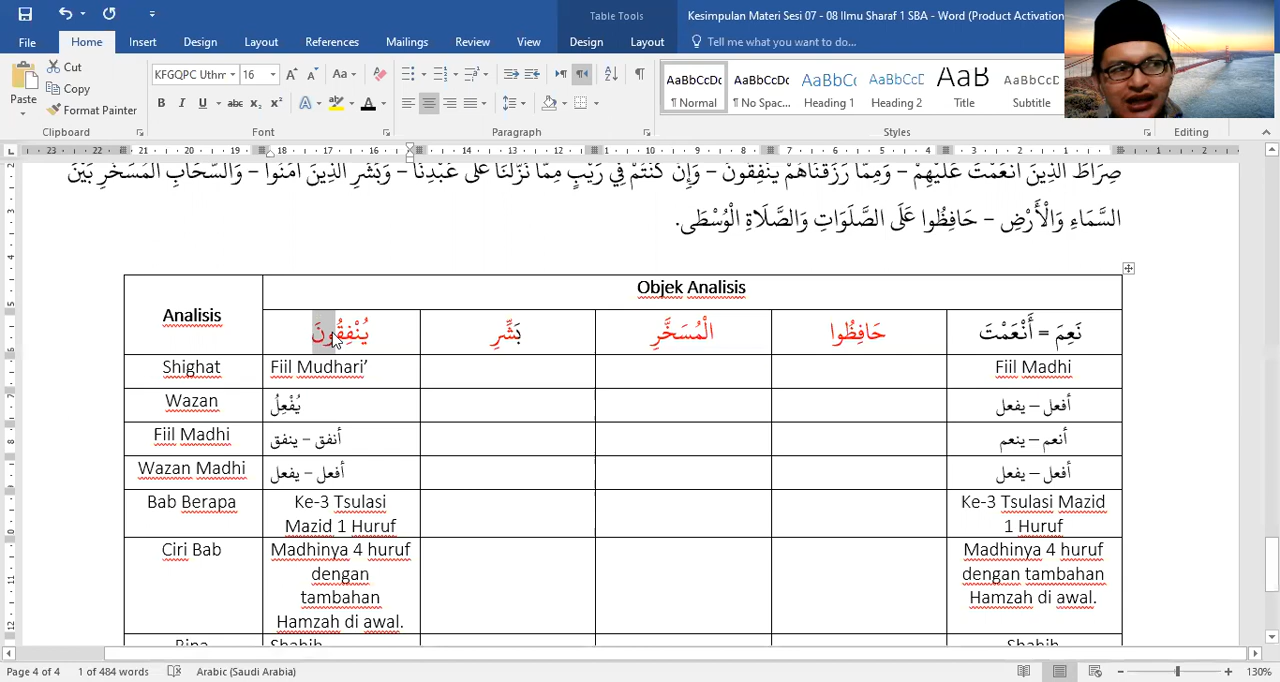 Table Tools
Kesimpulan Materi Sesi 07 - 08 Ilmu Sharaf 1 SBA - Word (Product Activation
File Home Insert Design Layout References Mailings Review View Design Layout Tell me what you want to do...
Paste
Cut
Copy
Format Painter
KFGQPC Uthm 16
AaBbCcDc AaBbCcDc AaBbCc AaBbCcE AaB AaBbCcD
¶ Normal ¶ No Spac... Heading 1 Heading 2 Title Subtitle
Clipboard Font Paragraph Styles Editing
صِرَاطَ الَّذِينَ أَنْعَمْتَ عَلَيْهِمْ – وَمِمَّا رَزَقْنَاهُمْ يُنْفِقُونَ – وَإِنْ كُنْتُمْ فِي رَيْبٍ مِمَّا نَزَّلْنَا عَلَى عَبْدِنَا – وَبَشِّرِ الَّذِينَ آمَنُوا – وَالسَّحَابِ الْمُسَخَّرِ بَيْنَ
السَّمَاءِ وَالْأَرْضِ – حَافِظُوا عَلَى الصَّلَوَاتِ وَالصَّلَاةِ الْوُسْطَى.
Analisis
Objek Analisis
يُنْفِقُونَ
بَشِّرِ
الْمُسَخَّرِ
حَافِظُوا
نَعِمَ = أَنْعَمْتَ
Shighat
Fiil Mudhari’
Fiil Madhi
Wazan
يُفْعِلُ
أفعل – يفعل
Fiil Madhi
أنفق – ينفق
أنعم – ينعم
Wazan Madhi
أفعل – يفعل
أفعل – يفعل
Bab Berapa
Ke-3 Tsulasi
Mazid 1 Huruf
Ke-3 Tsulasi Mazid
1 Huruf
Ciri Bab
Madhinya 4 huruf
dengan
tambahan
Hamzah di awal.
Madhinya 4 huruf
dengan tambahan
Hamzah di awal.
Bina
Shahih
Shahih
Page 4 of 4 1 of 484 words Arabic (Saudi Arabia) 130%